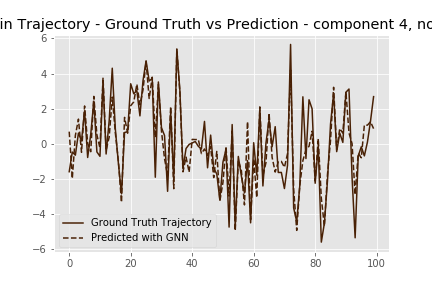 in Trajectory - Ground Truth vs Prediction - component 4, no
6
4
2
0
−2
−4
−6
Ground Truth Trajectory
Predicted with GNN
0 20 40 60 80 100